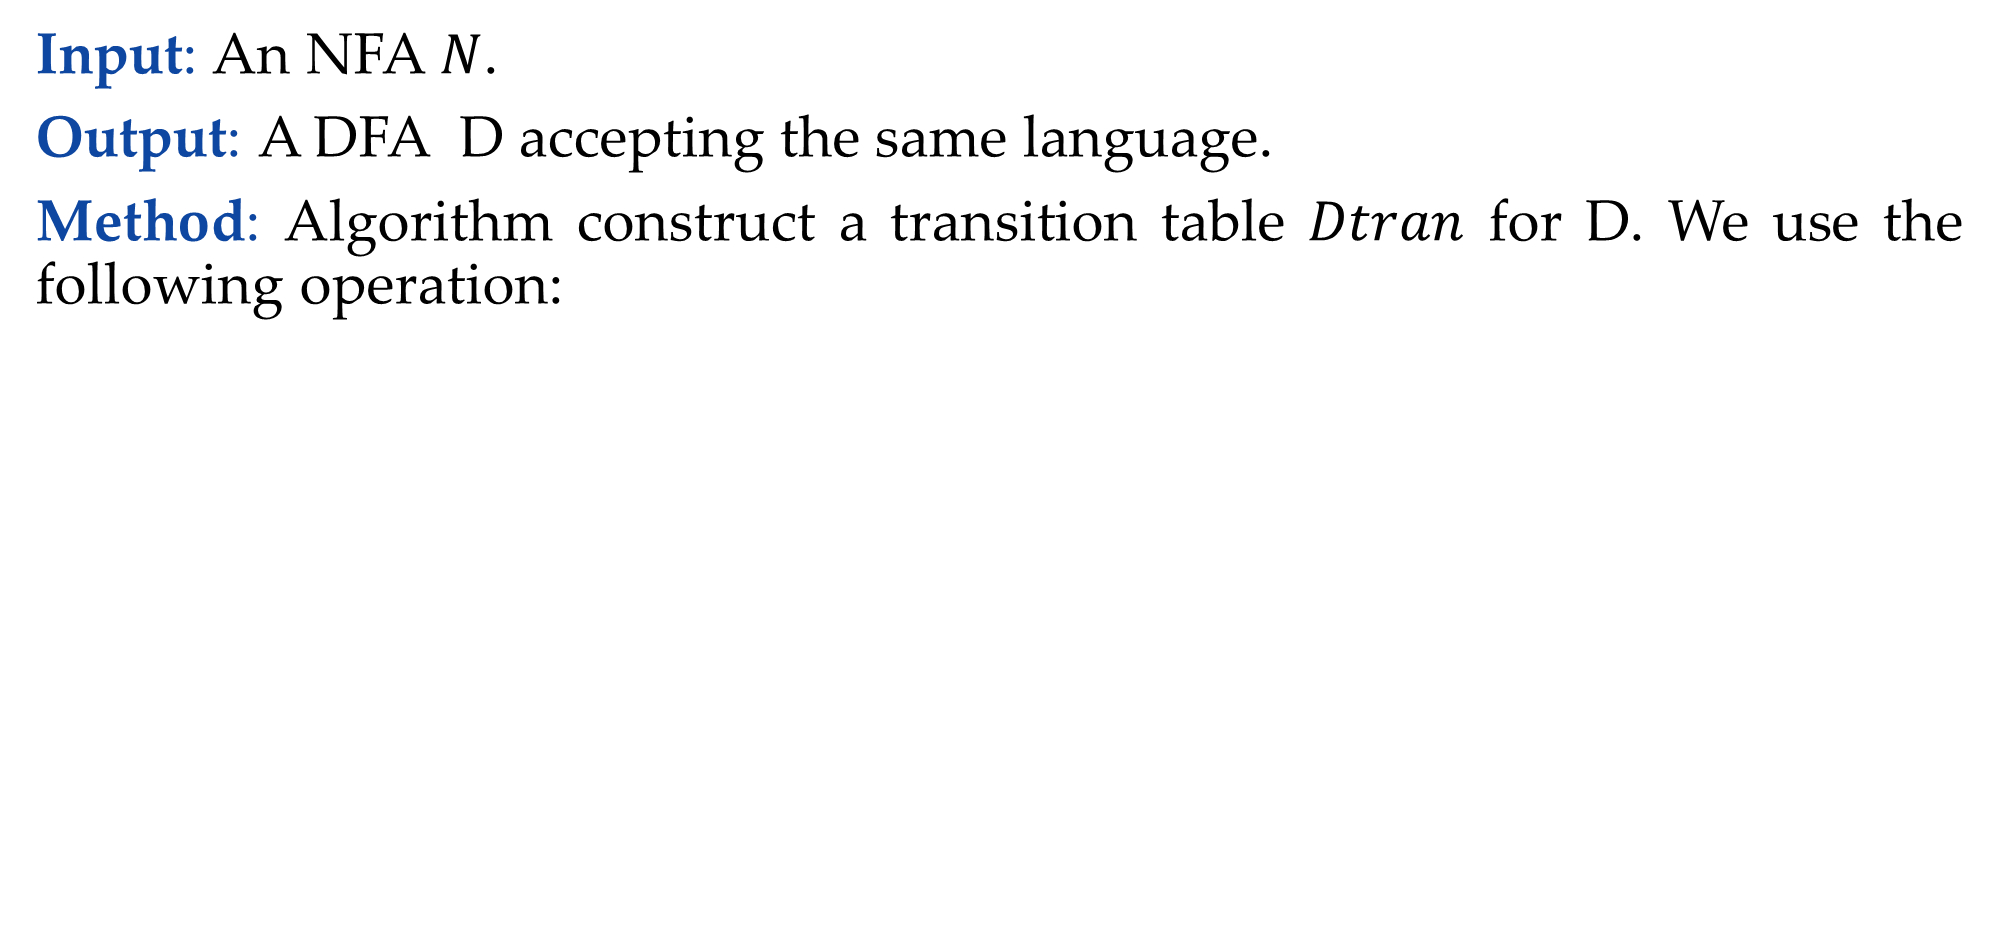 Input: An NFA N.
Output: A DFA D accepting the same language.
Method: Algorithm construct a transition table Dtran for D. We use the
following operation: